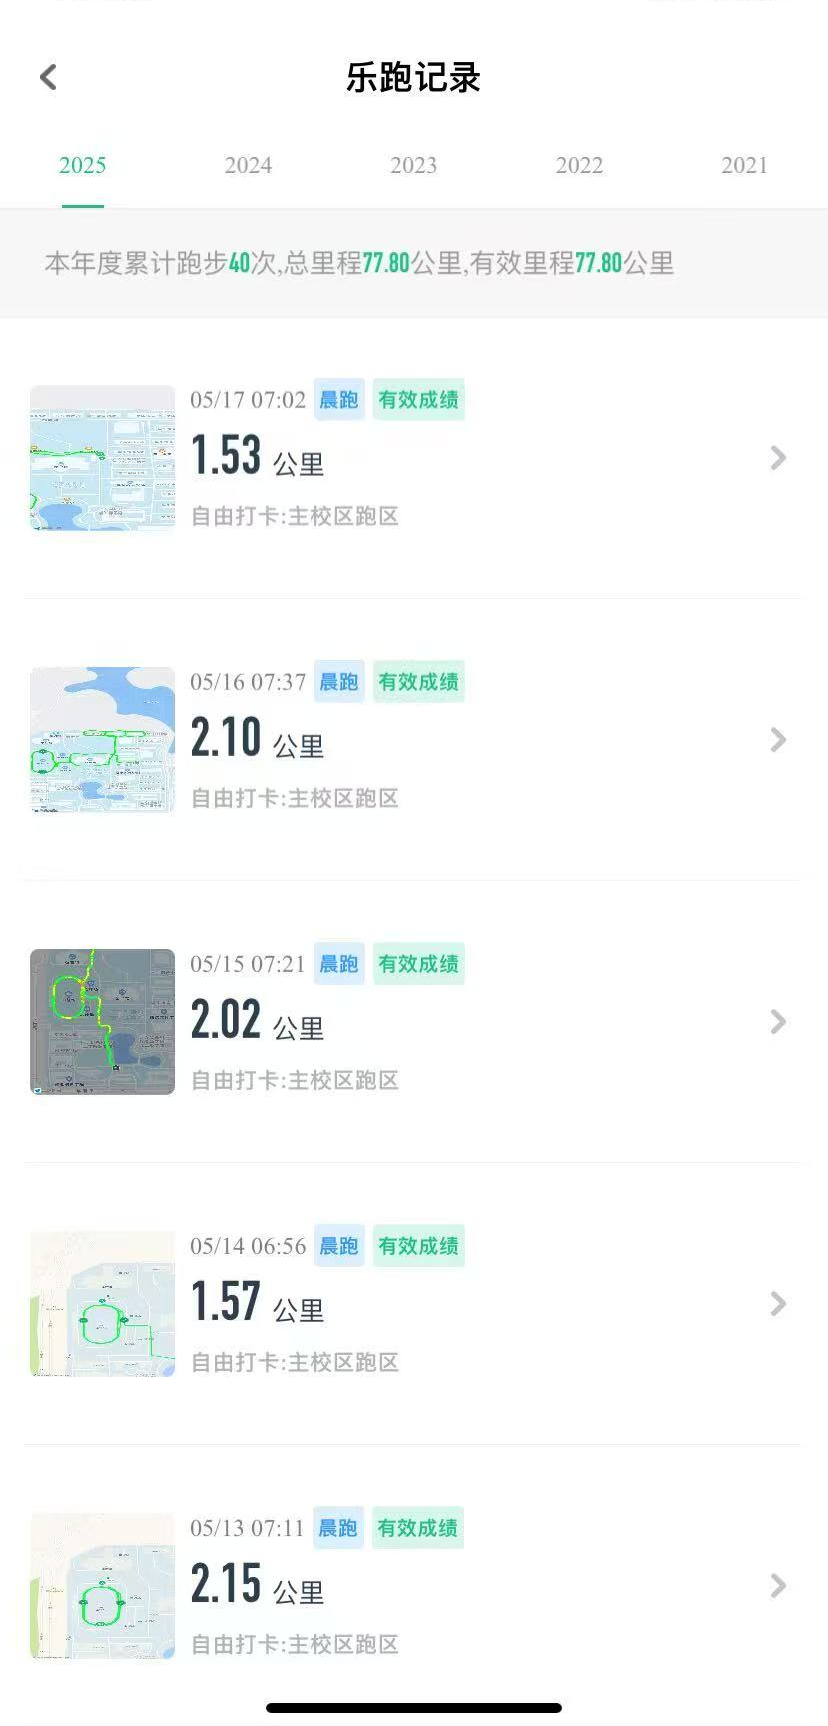 乐跑记录
2025 2024 2023 2022 2021
本年度累计跑步40次,总里程77.80公里,有效里程77.80公里
05/17 07:02 晨跑 有效成绩
1.53 公里
自由打卡:主校区跑区
05/16 07:37 晨跑 有效成绩
2.10 公里
自由打卡:主校区跑区
05/15 07:21 晨跑 有效成绩
2.02 公里
自由打卡:主校区跑区
05/14 06:56 晨跑 有效成绩
1.57 公里
自由打卡:主校区跑区
05/13 07:11 晨跑 有效成绩
2.15 公里
自由打卡:主校区跑区